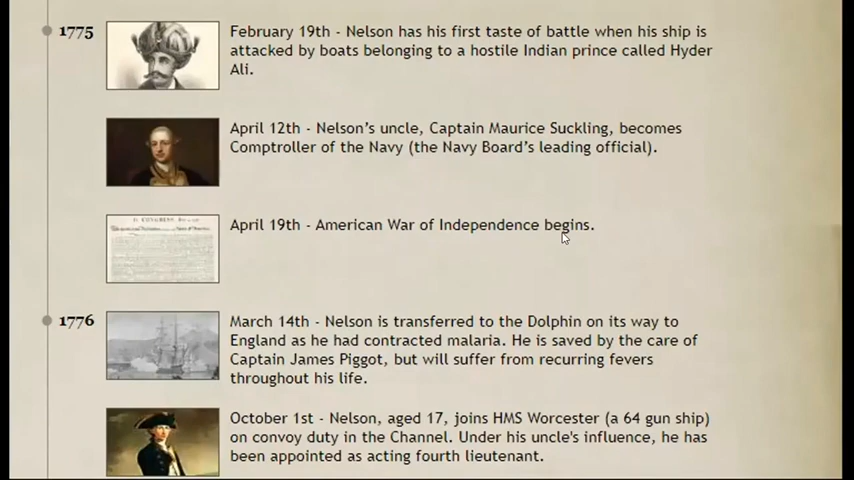 1775
February 19th - Nelson has his first taste of battle when his ship is
attacked by boats belonging to a hostile Indian prince called Hyder
Ali.
April 12th - Nelson's uncle, Captain Maurice Suckling, becomes
Comptroller of the Navy (the Navy Board's leading official).
April 19th - American War of Independence begins.
1776
March 14th - Nelson is transferred to the Dolphin on its way to
England as he had contracted malaria. He is saved by the care of
Captain James Piggot, but will suffer from recurring fevers
throughout his life.
October 1st - Nelson, aged 17, joins HMS Worcester (a 64 gun ship)
on convoy duty in the Channel. Under his uncle's influence, he has
been appointed as acting fourth lieutenant.